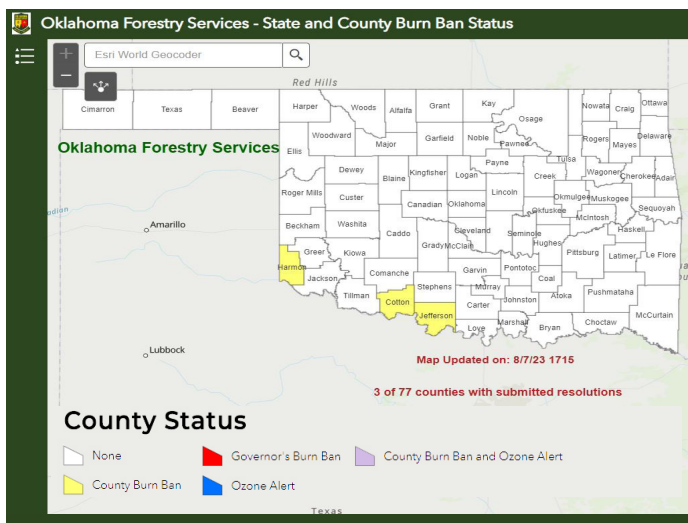 Oklahoma Forestry Services - State and County Burn Ban Status
Esri World Geocoder
Red Hills
Cimarron Texas Beaver Harper Woods Alfalfa Grant Kay Osage Nowata Craig Ottawa
Woodward Major Garfield Noble Pawnee Rogers Mayes Delaware
Oklahoma Forestry Services
Ellis Dewey Blaine Kingfisher Logan Payne Creek Tulsa Wagoner Cherokee Adair
Roger Mills Custer Canadian Oklahoma Lincoln Okfuskee Okmulgee Muskogee Sequoyah
Amarillo
Beckham Washita Caddo Grady McClain Cleveland Seminole Hughes McIntosh Haskell
Harmon Greer Kiowa Comanche Garvin Pontotoc Coal Pittsburg Latimer Le Flore
Jackson Tillman Cotton Stephens Murray Carter Johnston Atoka Pushmataha McCurtain
Jefferson Love Marshall Bryan Choctaw
Lubbock
Map Updated on: 8/7/23 1715
3 of 77 counties with submitted resolutions
County Status
None
Governor's Burn Ban
County Burn Ban and Ozone Alert
County Burn Ban
Ozone Alert
Texas